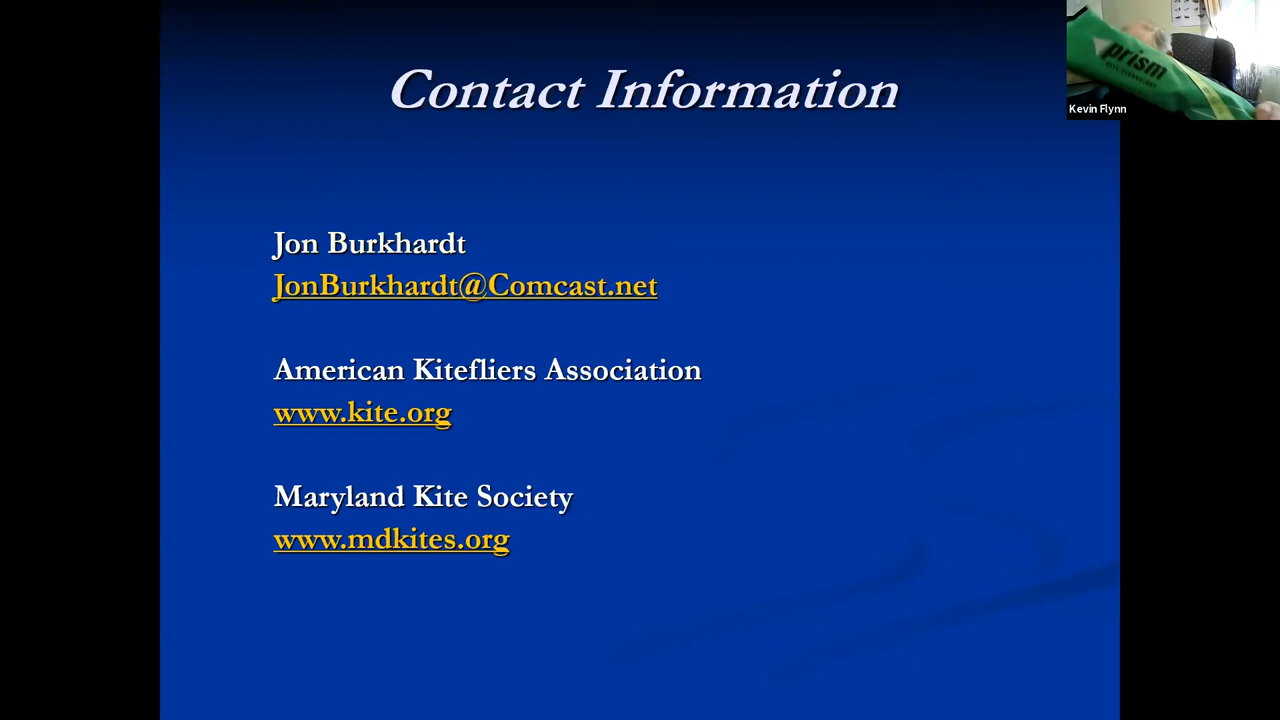 Contact Information
prism
Kevin Flynn
Jon Burkhardt
JonBurkhardt@Comcast.net
American Kitefliers Association
www.kite.org
Maryland Kite Society
www.mdkites.org